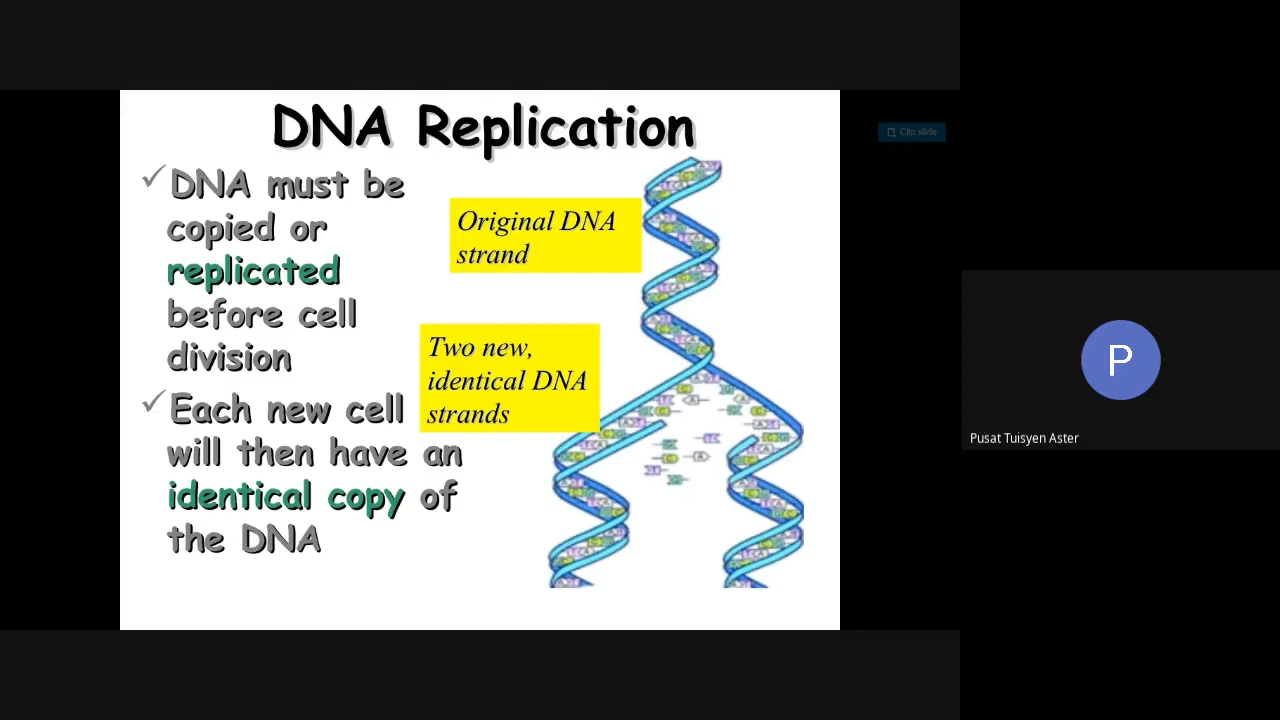 DNA Replication
DNA must be
copied or
replicated
before cell
division
Each new cell
will then have an
identical copy of
the DNA
Original DNA
strand
Two new,
identical DNA
strands
Clip slide
P
Pusat Tuisyen Aster